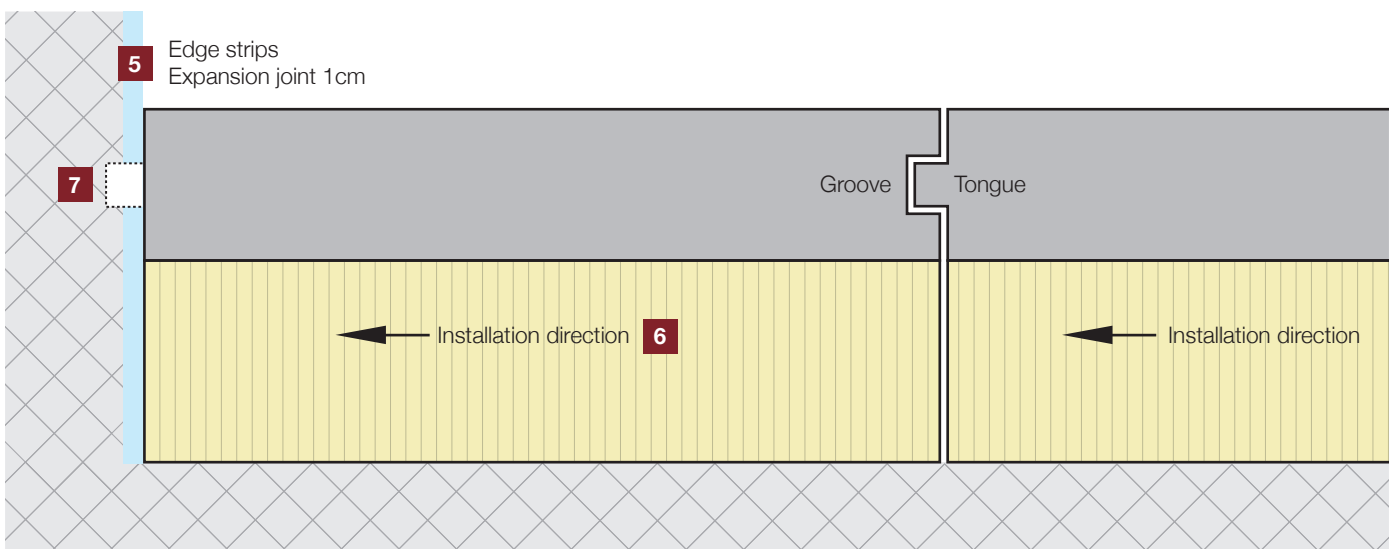 5
Edge strips
Expansion joint 1cm
7
Groove
Tongue
Installation direction
6
Installation direction